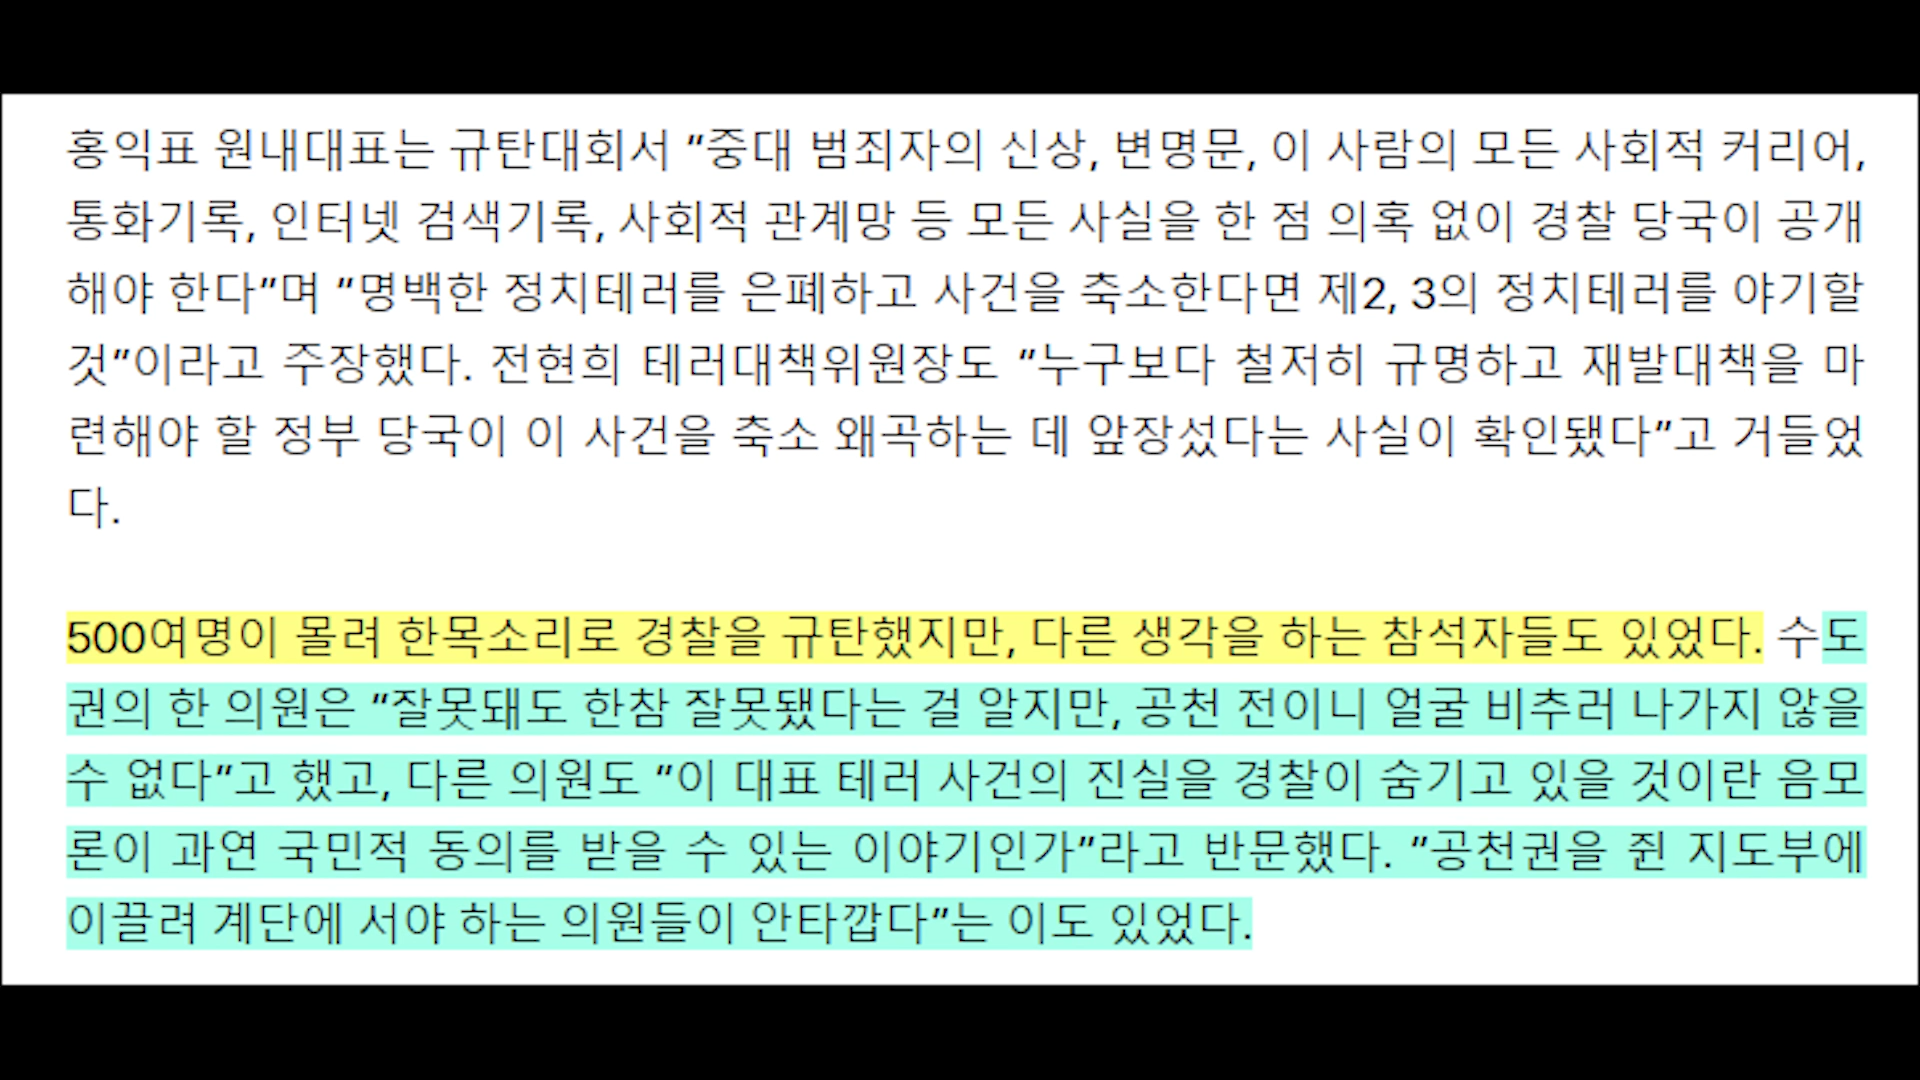 홍익표 원내대표는 규탄대회서 “중대 범죄자의 신상, 변명문, 이 사람의 모든 사회적 커리어,
통화기록, 인터넷 검색기록, 사회적 관계망 등 모든 사실을 한 점 의혹 없이 경찰 당국이 공개
해야 한다”며 “명백한 정치테러를 은폐하고 사건을 축소한다면 제2, 3의 정치테러를 야기할
것”이라고 주장했다. 전현희 테러대책위원장도 “누구보다 철저히 규명하고 재발대책을 마
련해야 할 정부 당국이 이 사건을 축소 왜곡하는 데 앞장섰다는 사실이 확인됐다”고 거들었
다.
500여명이 몰려 한목소리로 경찰을 규탄했지만, 다른 생각을 하는 참석자들도 있었다. 수도
권의 한 의원은 “잘못돼도 한참 잘못됐다는 걸 알지만, 공천 전이니 얼굴 비추러 나가지 않을
수 없다”고 했고, 다른 의원도 “이 대표 테러 사건의 진실을 경찰이 숨기고 있을 것이란 음모
론이 과연 국민적 동의를 받을 수 있는 이야기인가”라고 반문했다. “공천권을 쥔 지도부에
이끌려 계단에 서야 하는 의원들이 안타깝다”는 이도 있었다.